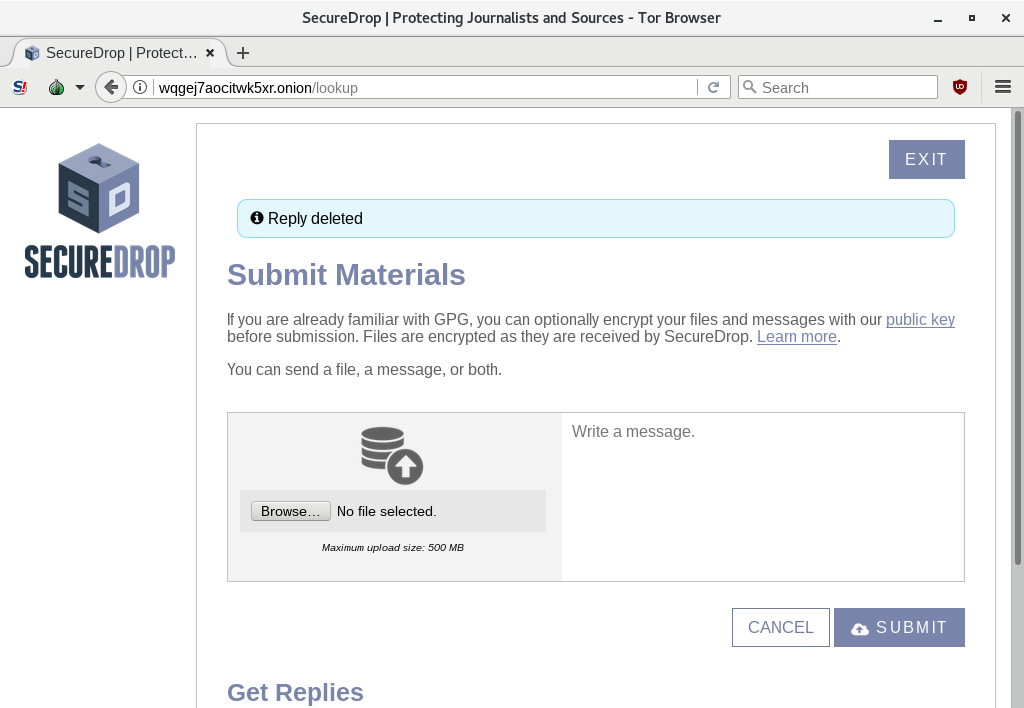 SecureDrop | Protecting Journalists and Sources - Tor Browser
SecureDrop | Protect…
S!
wqgej7aocitwk5xr.onion/lookup
Search
EXIT
SD
SECUREDROP
Reply deleted
Submit Materials
If you are already familiar with GPG, you can optionally encrypt your files and messages with our public key
before submission. Files are encrypted as they are received by SecureDrop. Learn more.
You can send a file, a message, or both.
Write a message.
Browse… No file selected.
Maximum upload size: 500 MB
CANCEL
SUBMIT
Get Replies